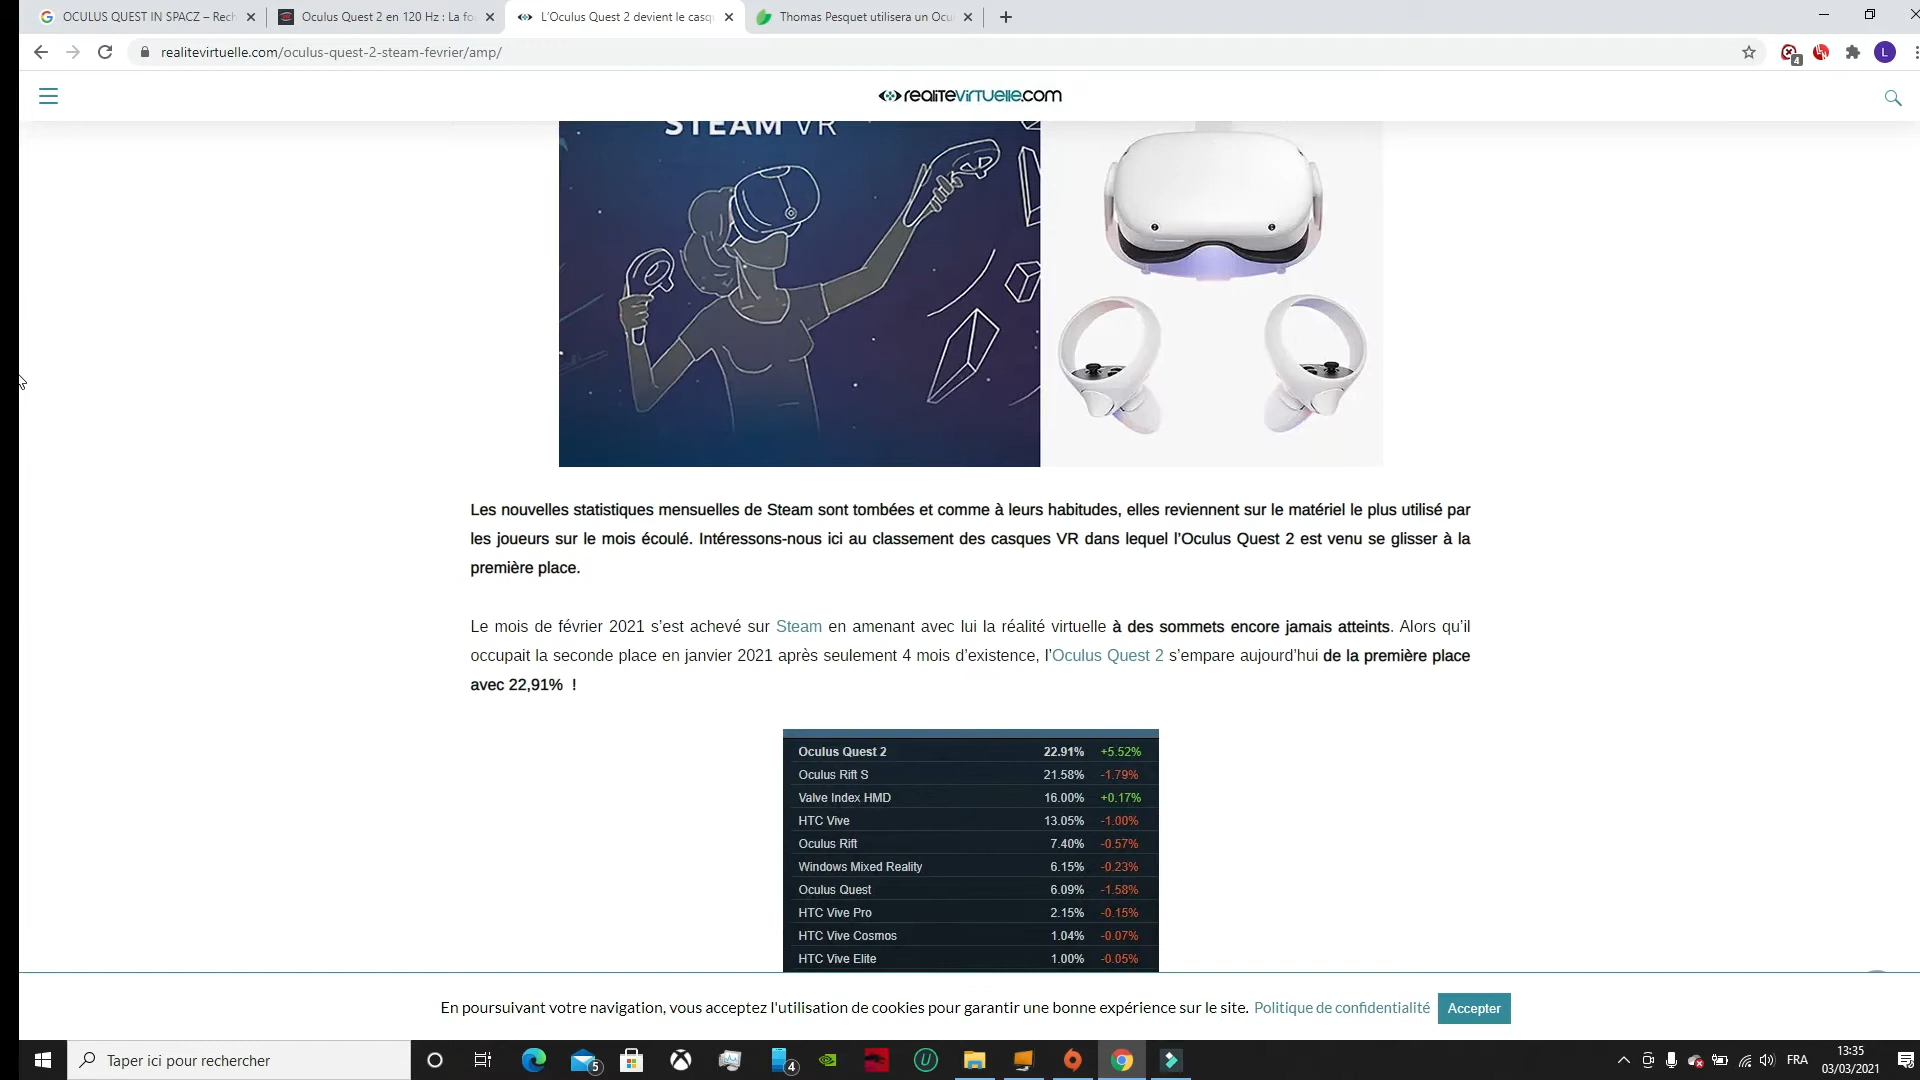 OCULUS QUEST IN SPACZ – Rech
Oculus Quest 2 en 120 Hz : La fo
L'Oculus Quest 2 devient le casq
Thomas Pesquet utilisera un Ocu
realitevirtuelle.com/oculus-quest-2-steam-fevrier/amp/
4
L
realiteVirtuelle.com
STEAM VR
Les nouvelles statistiques mensuelles de Steam sont tombées et comme à leurs habitudes, elles reviennent sur le matériel le plus utilisé par
les joueurs sur le mois écoulé. Intéressons-nous ici au classement des casques VR dans lequel l'Oculus Quest 2 est venu se glisser à la
première place.
Le mois de février 2021 s'est achevé sur Steam en amenant avec lui la réalité virtuelle à des sommets encore jamais atteints. Alors qu'il
occupait la seconde place en janvier 2021 après seulement 4 mois d'existence, l'Oculus Quest 2 s'empare aujourd'hui de la première place
avec 22,91% !
Oculus Quest 2 22.91% +5.52%
Oculus Rift S 21.58% -1.79%
Valve Index HMD 16.00% +0.17%
HTC Vive 13.05% -1.00%
Oculus Rift 7.40% -0.57%
Windows Mixed Reality 6.15% -0.23%
Oculus Quest 6.09% -1.58%
HTC Vive Pro 2.15% -0.15%
HTC Vive Cosmos 1.04% -0.07%
HTC Vive Elite 1.00% -0.05%
En poursuivant votre navigation, vous acceptez l'utilisation de cookies pour garantir une bonne expérience sur le site. Politique de confidentialité Accepter
Taper ici pour rechercher
5
4
FRA
13:35
03/03/2021